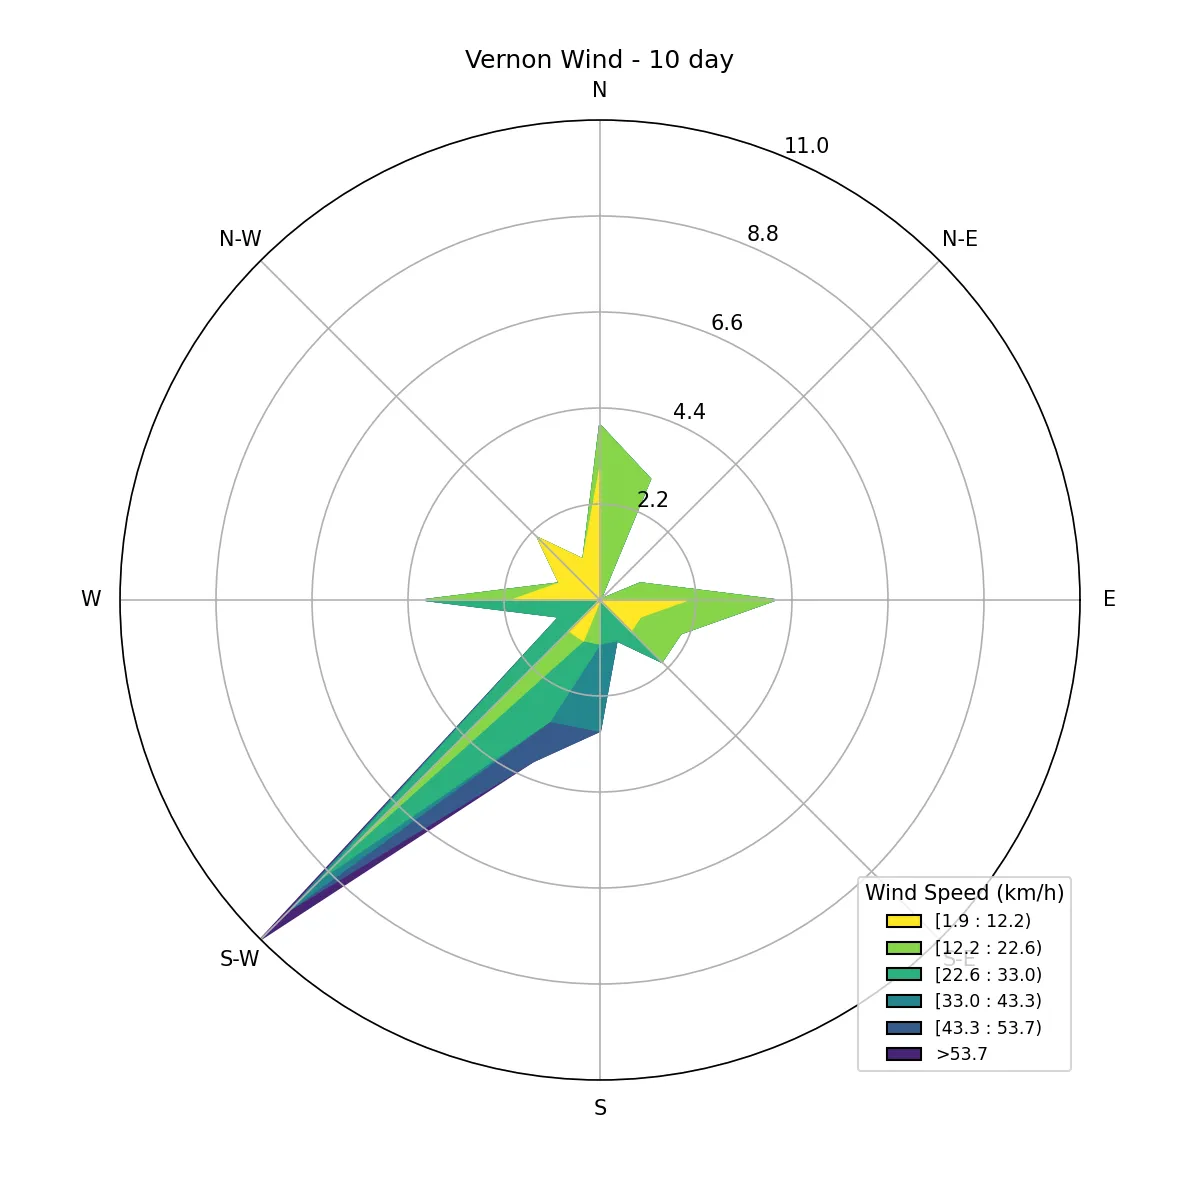 Vernon Wind - 10 day
N
11.0
N-W
8.8
N-E
6.6
4.4
2.2
W
E
S-W
S-E
S
Wind Speed (km/h)
[1.9 : 12.2)
[12.2 : 22.6)
[22.6 : 33.0)
[33.0 : 43.3)
[43.3 : 53.7)
>53.7